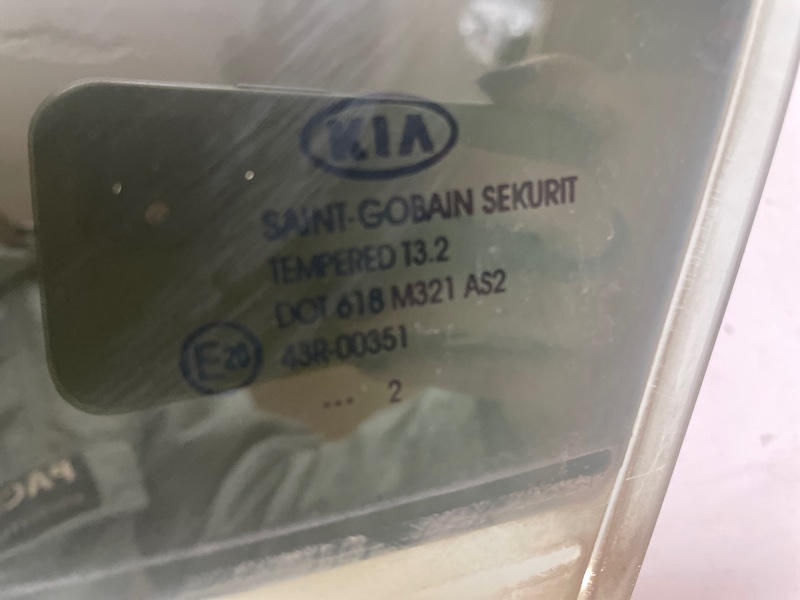 KIA
SAINT-GOBAIN SEKURIT
TEMPERED T3.2
DOT 618 M321 AS2
E20 43R-00351
... 2